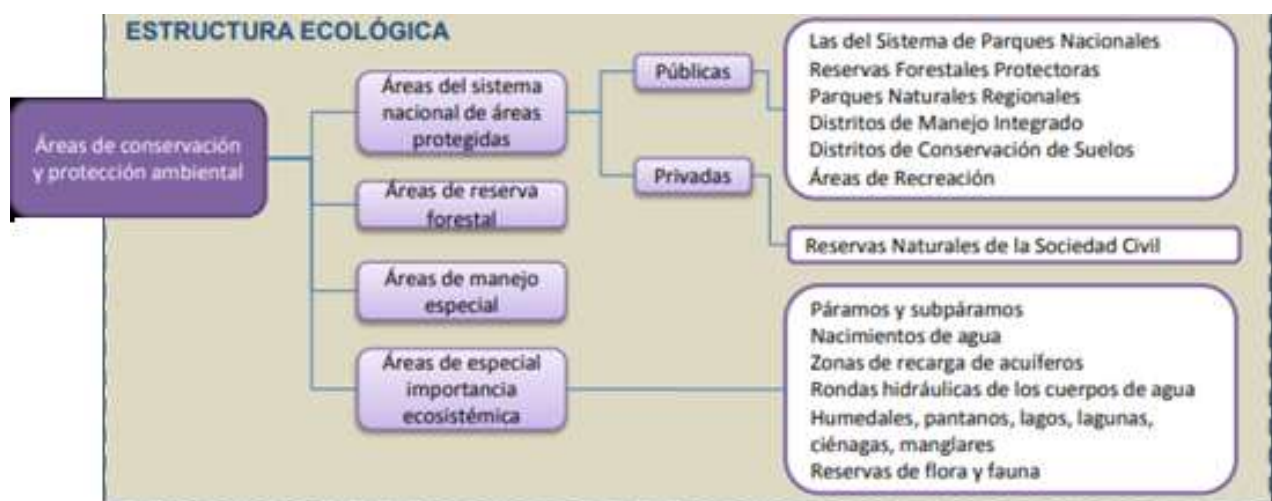 ESTRUCTURA ECOLÓGICA
Áreas de conservación
y protección ambiental
Áreas del sistema
nacional de áreas
protegidas
Áreas de reserva
forestal
Áreas de manejo
especial
Áreas de especial
importancia
ecosistémica
Públicas
Privadas
Las del Sistema de Parques Nacionales
Reservas Forestales Protectoras
Parques Naturales Regionales
Distritos de Manejo Integrado
Distritos de Conservación de Suelos
Áreas de Recreación
Reservas Naturales de la Sociedad Civil
Páramos y subpáramos
Nacimientos de agua
Zonas de recarga de acuíferos
Rondas hidráulicas de los cuerpos de agua
Humedales, pantanos, lagos, lagunas,
ciénagas, manglares
Reservas de flora y fauna